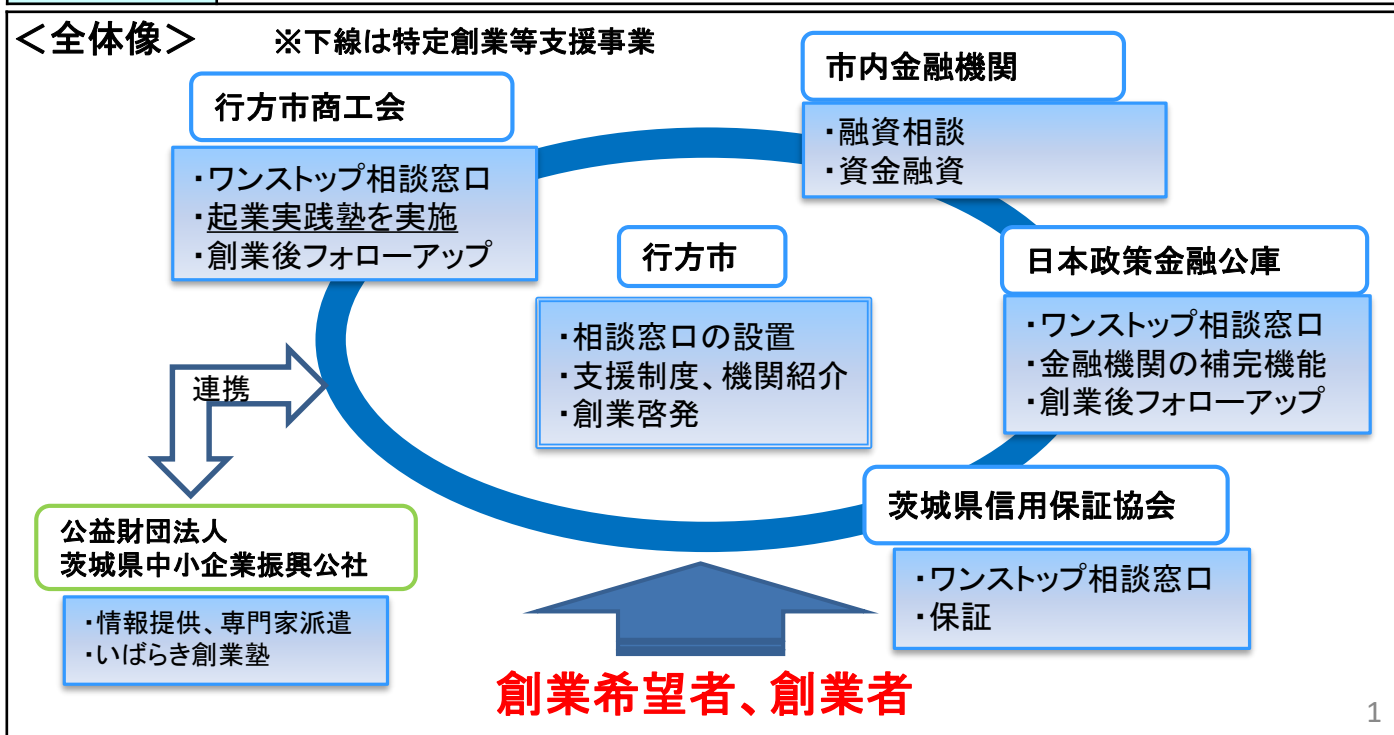 ＜全体像＞
※下線は特定創業等支援事業
行方市商工会
・ワンストップ相談窓口
・起業実践塾を実施
・創業後フォローアップ
市内金融機関
・融資相談
・資金融資
行方市
・相談窓口の設置
・支援制度、機関紹介
・創業啓発
日本政策金融公庫
・ワンストップ相談窓口
・金融機関の補完機能
・創業後フォローアップ
連携
公益財団法人
茨城県中小企業振興公社
・情報提供、専門家派遣
・いばらき創業塾
茨城県信用保証協会
・ワンストップ相談窓口
・保証
創業希望者、創業者
1